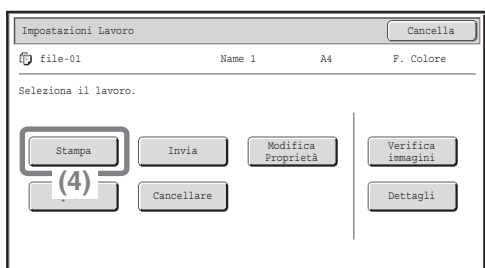 Impostazioni Lavoro Cancella
file-01 Name 1 A4 F. Colore
Seleziona il lavoro.
Stampa Invia Modifica Proprietà Verifica immagini
(4) Cancellare Dettagli